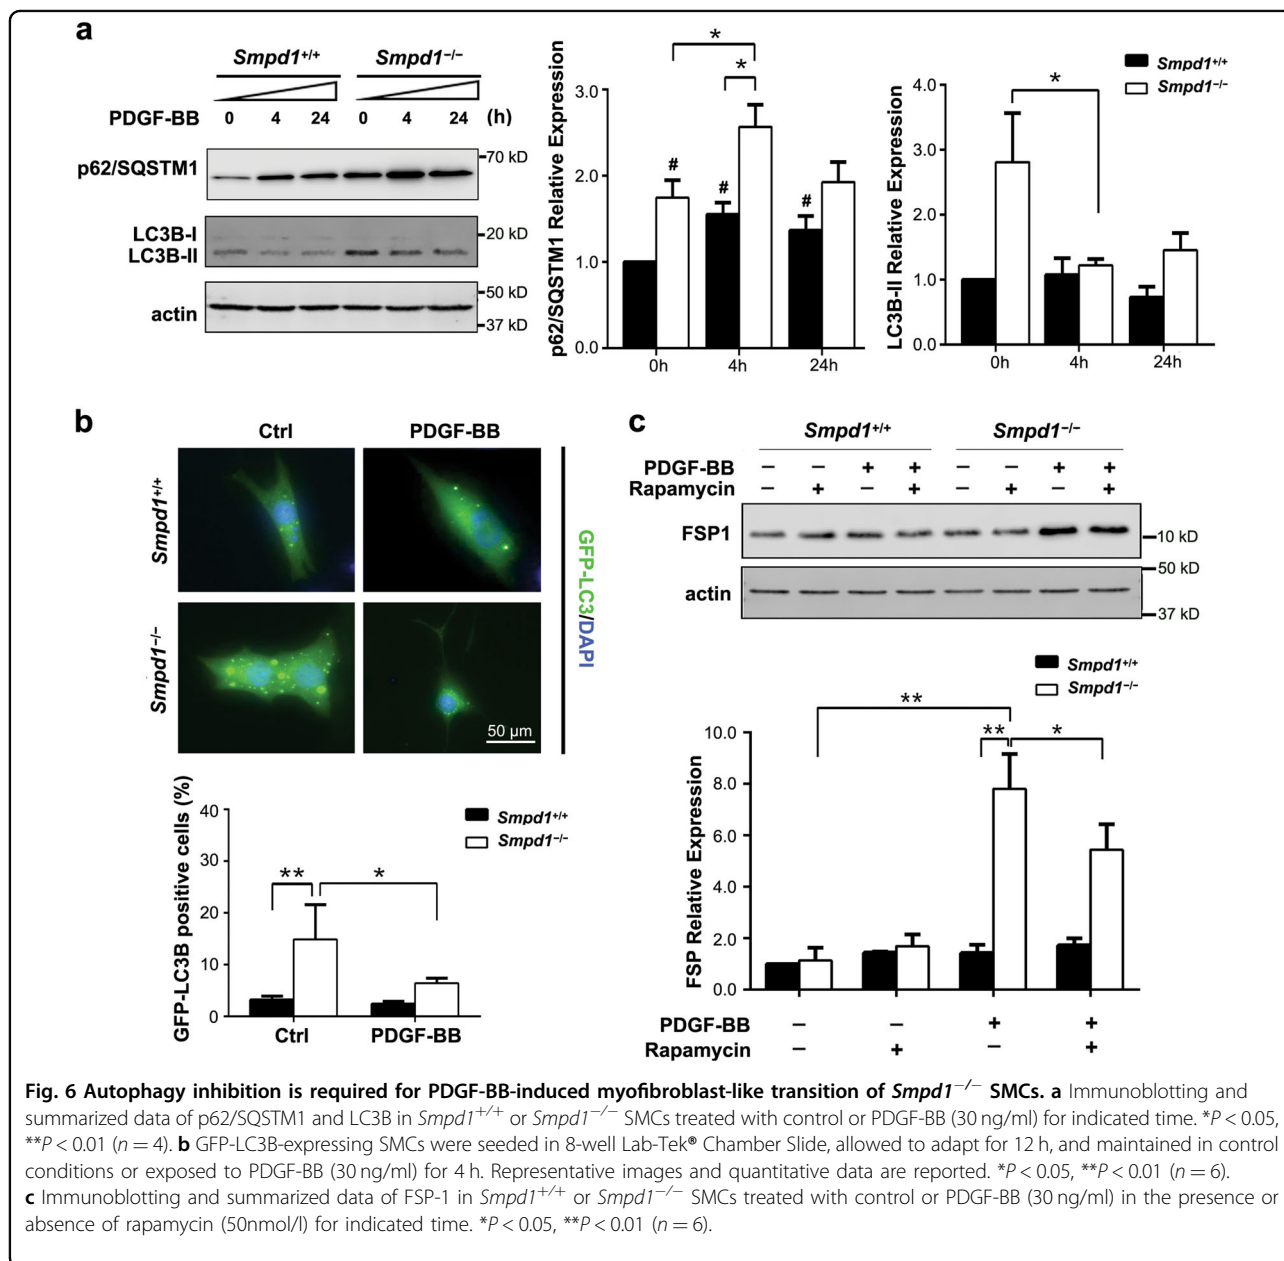 a
Smpd1+/+ Smpd1−/−
PDGF-BB 0 4 24 0 4 24 (h)
p62/SQSTM1
70 kD
LC3B-I
20 kD
LC3B-II
actin
50 kD
37 kD
p62/SQSTM1 Relative Expression
3.0
2.0
1.0
0.0
*
*
# # #
0h 4h 24h
LC3B-II Relative Expression
4.0
3.0
2.0
1.0
0.0
*
0h 4h 24h
Smpd1+/+
Smpd1−/−
b
Ctrl PDGF-BB
Smpd1+/+
Smpd1−/−
50 µm
GFP-LC3/DAPI
GFP-LC3B positive cells (%)
40
30
20
10
0
** *
Ctrl PDGF-BB
Smpd1+/+
Smpd1−/−
c
Smpd1+/+ Smpd1−/−
PDGF-BB − − + + − − + +
Rapamycin − + − + − + − +
FSP1
10 kD
50 kD
actin
37 kD
Smpd1+/+
Smpd1−/−
FSP Relative Expression
10.0
8.0
6.0
4.0
2.0
0.0
**
** *
PDGF-BB − − + +
Rapamycin − + − +
Fig. 6 Autophagy inhibition is required for PDGF-BB-induced myofibroblast-like transition of Smpd1−/− SMCs. a Immunoblotting and
summarized data of p62/SQSTM1 and LC3B in Smpd1+/+ or Smpd1−/− SMCs treated with control or PDGF-BB (30 ng/ml) for indicated time. *P < 0.05,
**P < 0.01 (n = 4). b GFP-LC3B-expressing SMCs were seeded in 8-well Lab-Tek® Chamber Slide, allowed to adapt for 12 h, and maintained in control
conditions or exposed to PDGF-BB (30 ng/ml) for 4 h. Representative images and quantitative data are reported. *P < 0.05, **P < 0.01 (n = 6).
c Immunoblotting and summarized data of FSP-1 in Smpd1+/+ or Smpd1−/− SMCs treated with control or PDGF-BB (30 ng/ml) in the presence or
absence of rapamycin (50nmol/l) for indicated time. *P < 0.05, **P < 0.01 (n = 6).